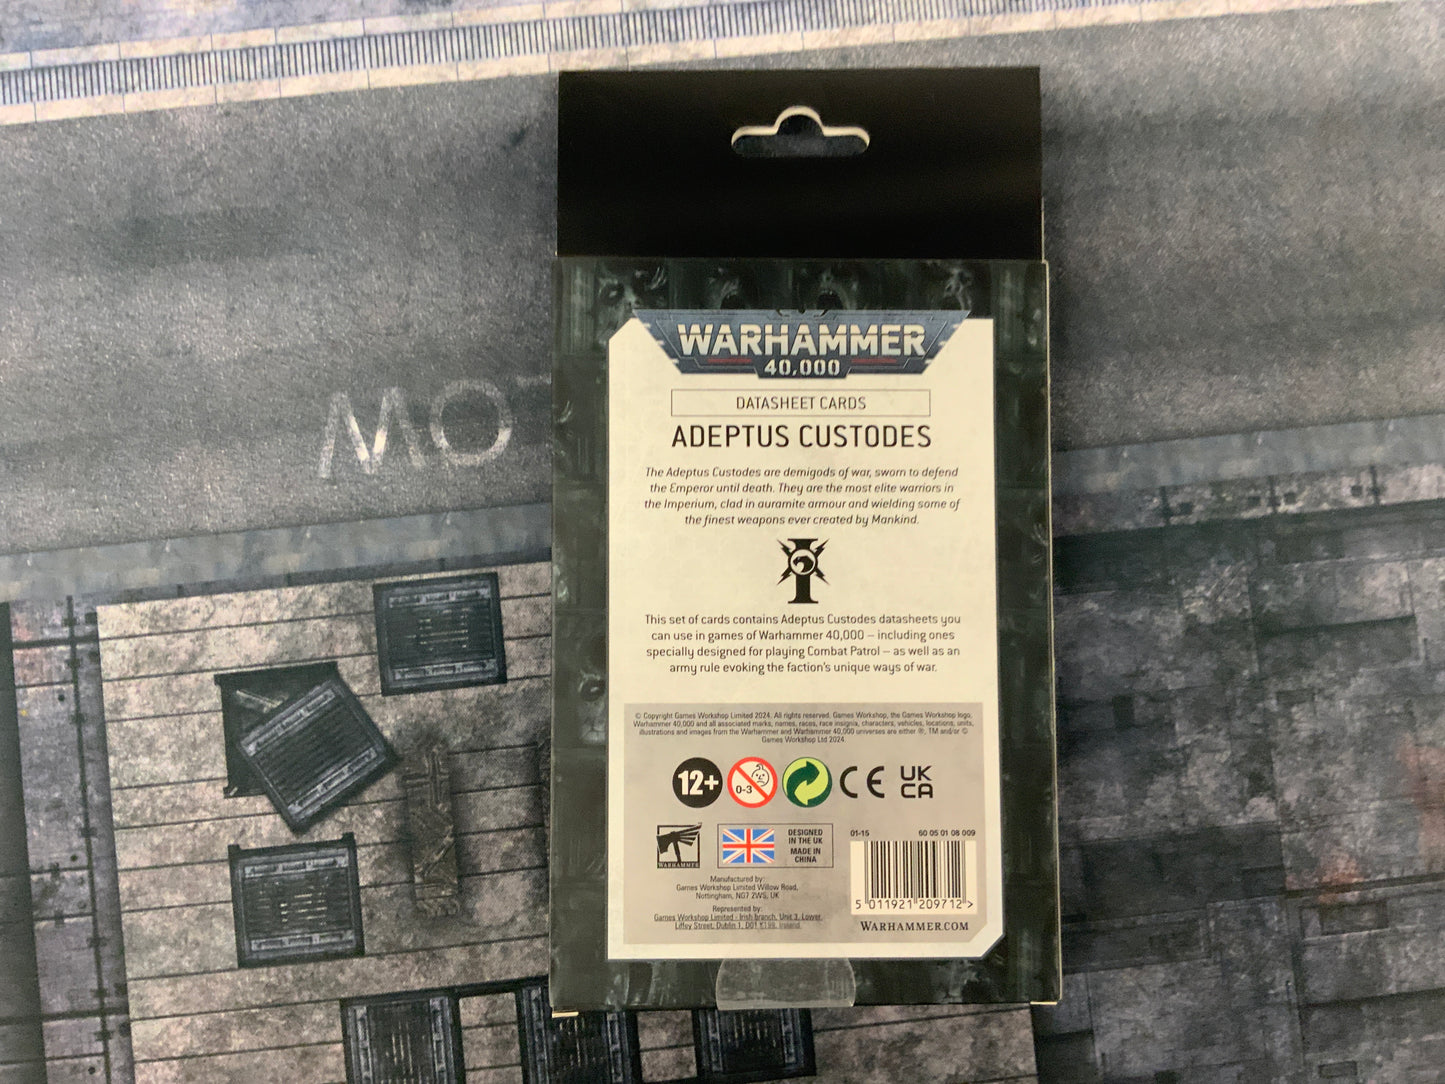 WARHAMMER
40,000
DATASHEET CARDS
ADEPTUS CUSTODES
The Adeptus Custodes are demigods of war, sworn to defend
the Emperor until death. They are the most elite warriors in
the Imperium, clad in auramite armour and wielding some of
the finest weapons ever created by Mankind.
This set of cards contains Adeptus Custodes datasheets you
can use in games of Warhammer 40,000 – including ones
specially designed for playing Combat Patrol – as well as an
army rule evoking the faction's unique ways of war.
© Copyright Games Workshop Limited 2024. All rights reserved. Games Workshop, the Games Workshop logo,
Warhammer 40,000 and all associated marks, names, races, race insignia, characters, vehicles, locations, units,
illustrations and images from the Warhammer and Warhammer 40,000 universes are either ®, TM and/or ©
Games Workshop Ltd 2024.
12+
0-3
CE
UK
CA
WARHAMMER
DESIGNED
IN THE UK
MADE IN
CHINA
01-15
60 05 01 08 009
Manufactured by:
Games Workshop Limited Willow Road,
Nottingham, NG7 2WS, UK
Represented by:
Games Workshop Limited - Irish branch, Unit 3, Lower
Liffey Street, Dublin 1, D01 K199, Ireland.
5 011921 209712 >
WARHAMMER.COM
MOT